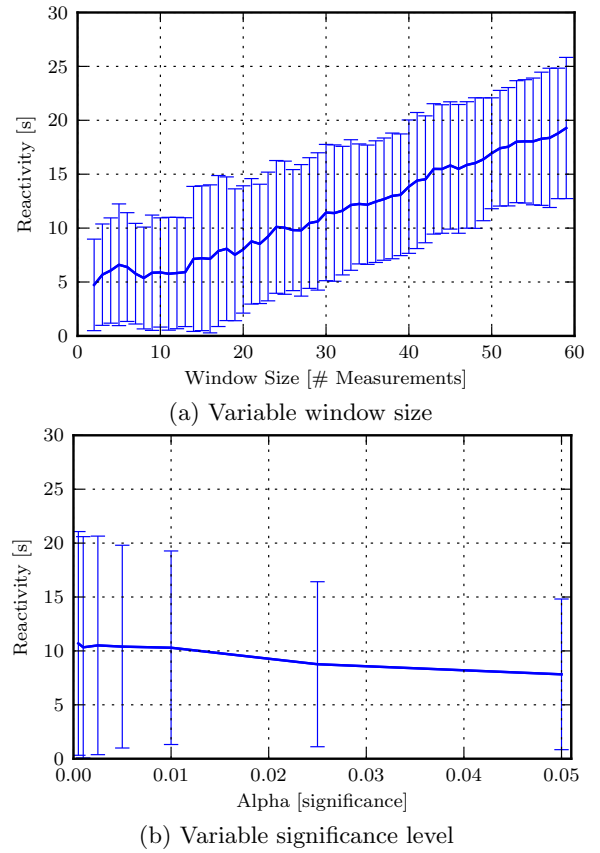 30
25
20
15
10
5
0
Reactivity [s]
0 10 20 30 40 50 60
Window Size [# Measurements]
(a) Variable window size
30
25
20
15
10
5
0
Reactivity [s]
0.00 0.01 0.02 0.03 0.04 0.05
Alpha [significance]
(b) Variable significance level